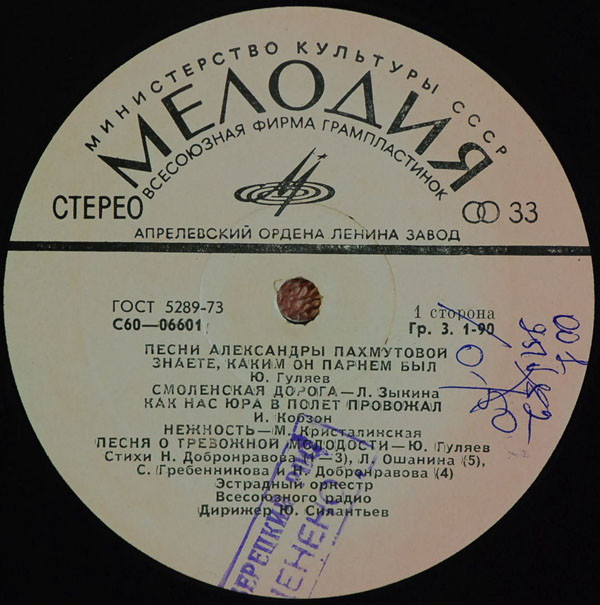 МИНИСТЕРСТВО КУЛЬТУРЫ СССР
МЕЛОДИЯ
ВСЕСОЮЗНАЯ ФИРМА ГРАМПЛАСТИНОК
СТЕРЕО
33
АПРЕЛЕВСКИЙ ОРДЕНА ЛЕНИНА ЗАВОД
ГОСТ 5289-73
1 сторона
С60—06601
Гр. 3. 1-90
ПЕСНИ АЛЕКСАНДРЫ ПАХМУТОВОЙ
ЗНАЕТЕ, КАКИМ ОН ПАРНЕМ БЫЛ
Ю. Гуляев
СМОЛЕНСКАЯ ДОРОГА—Л. Зыкина
КАК НАС ЮРА В ПОЛЕТ ПРОВОЖАЛ
И. Кобзон
НЕЖНОСТЬ—М. Кристалинская
ПЕСНЯ О ТРЕВОЖНОЙ МОЛОДОСТИ—Ю. Гуляев
Стихи Н. Добронравова (1—3), Л. Ошанина (5),
С. Гребенникова и Н. Добронравова (4)
Эстрадный оркестр
Всесоюзного радио
Дирижер Ю. Силантьев